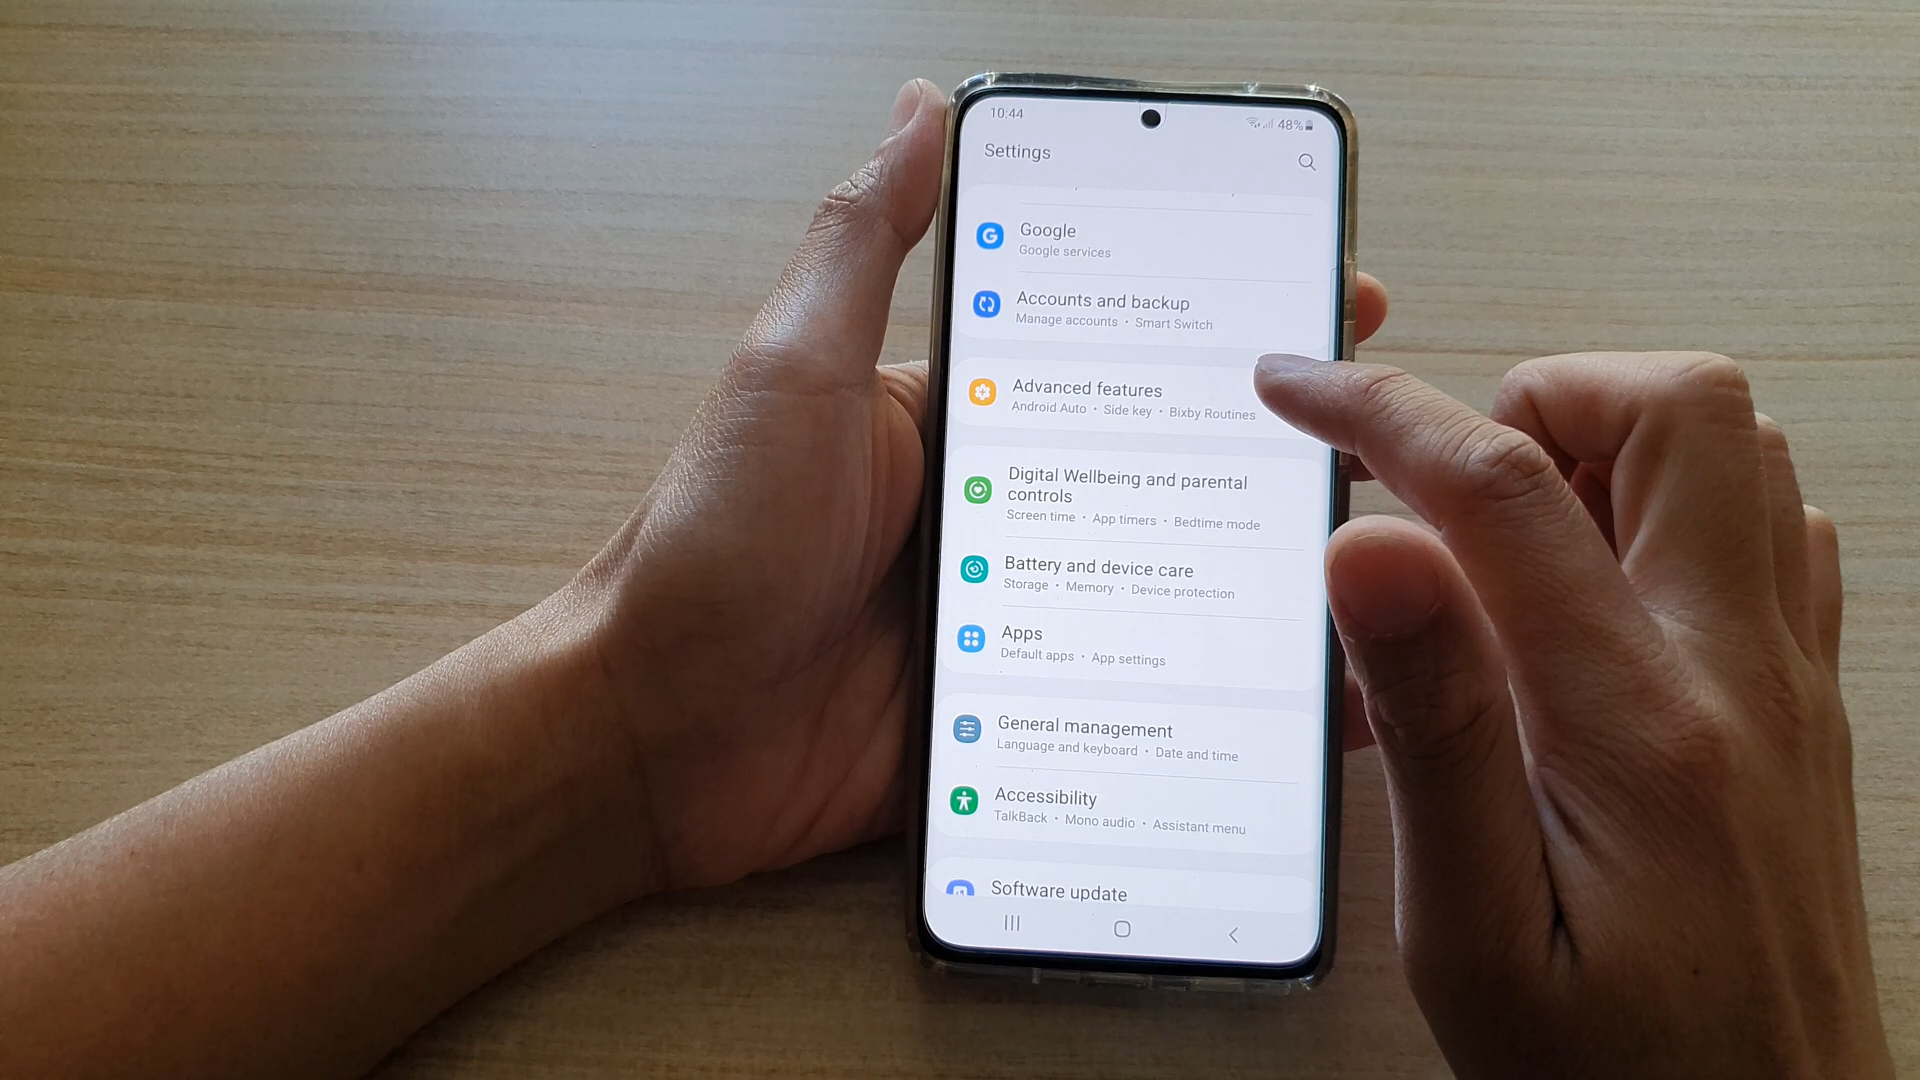 10:44
48%
Settings
G
Google
Google services
Accounts and backup
Manage accounts • Smart Switch
Advanced features
Android Auto • Side key • Bixby Routines
Digital Wellbeing and parental
controls
Screen time • App timers • Bedtime mode
Battery and device care
Storage • Memory • Device protection
Apps
Default apps • App settings
General management
Language and keyboard • Date and time
Accessibility
TalkBack • Mono audio • Assistant menu
Software update